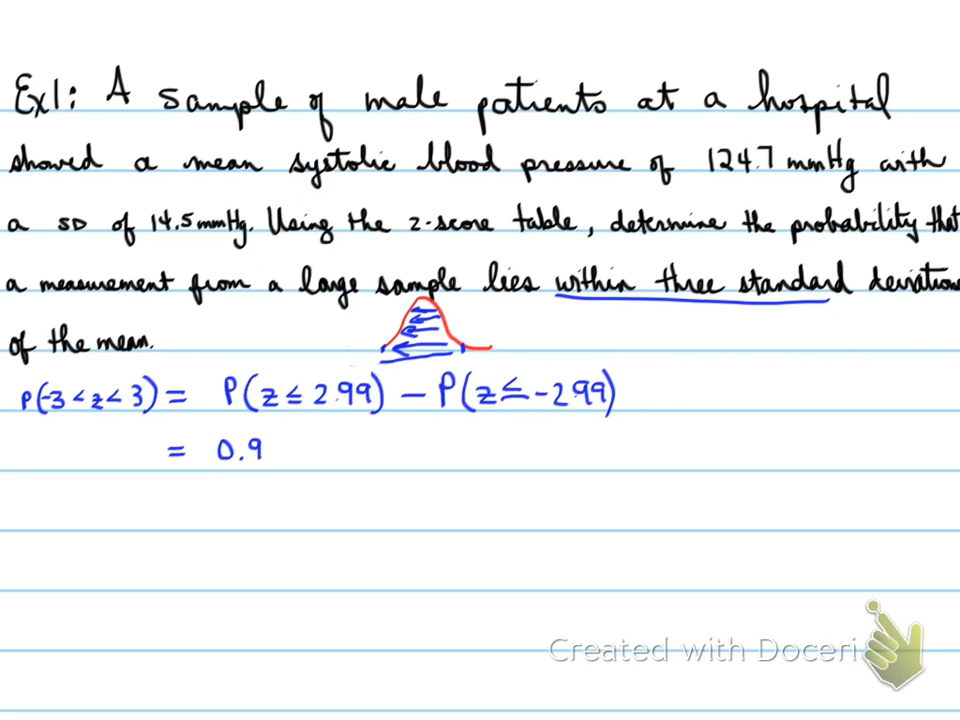 Ex1: A sample of male patients at a hospital
showed a mean systolic blood pressure of 124.7 mmHg with
a SD of 14.5 mmHg. Using the z-score table, determine the probability that
a measurement from a large sample lies within three standard deviations
of the mean.
P(-3 < z < 3) = P(z ≤ 2.99) - P(z ≤ -2.99)
= 0.9
Created with Doceri